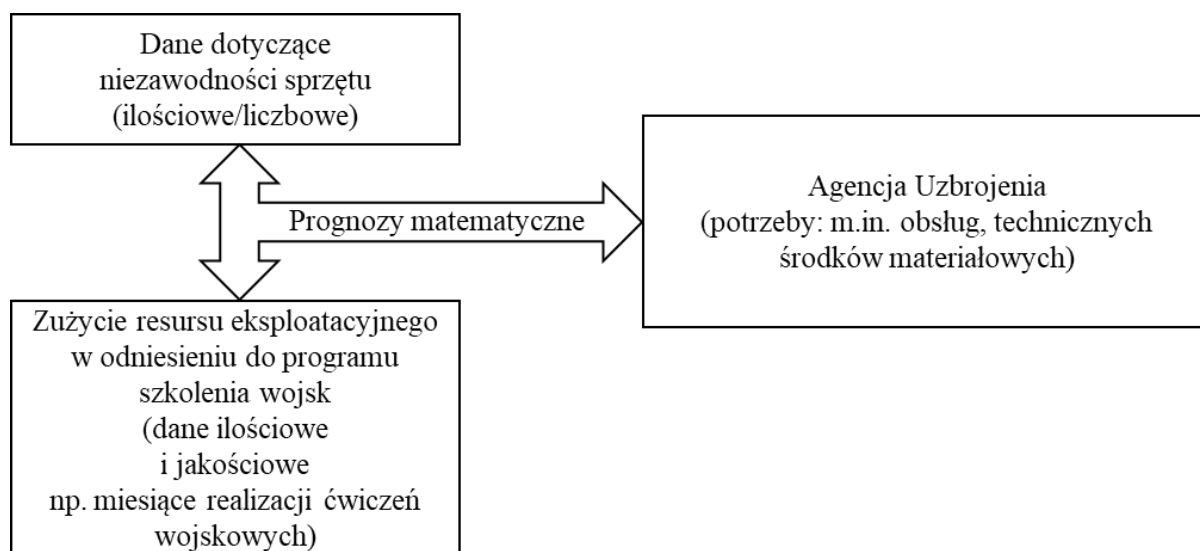 Dane dotyczące
niezawodności sprzętu
(ilościowe/liczbowe)
Prognozy matematyczne
Agencja Uzbrojenia
(potrzeby: m.in. obsług, technicznych
środków materiałowych)
Zużycie resursu eksploatacyjnego
w odniesieniu do programu
szkolenia wojsk
(dane ilościowe
i jakościowe
np. miesiące realizacji ćwiczeń
wojskowych)